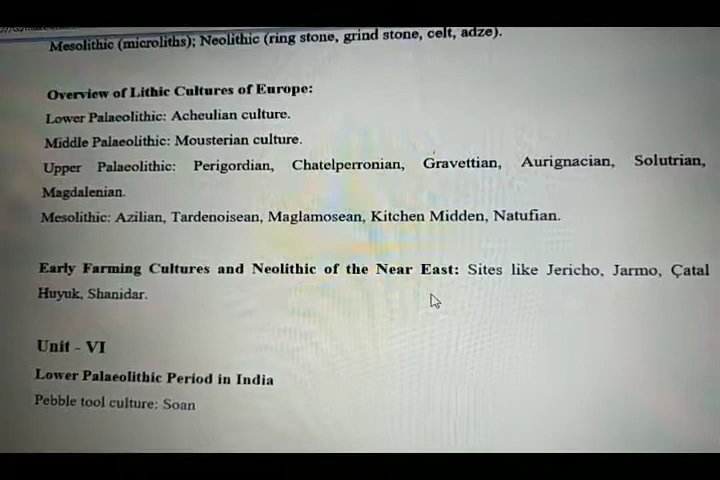 Mesolithic (microliths); Neolithic (ring stone, grind stone, celt, adze).
Overview of Lithic Cultures of Europe:
Lower Palaeolithic: Acheulian culture.
Middle Palaeolithic: Mousterian culture.
Upper Palaeolithic: Perigordian, Chatelperronian, Gravettian, Aurignacian, Solutrian,
Magdalenian.
Mesolithic: Azilian, Tardenoisean, Maglamosean, Kitchen Midden, Natufian.
Early Farming Cultures and Neolithic of the Near East: Sites like Jericho, Jarmo, Çatal
Huyuk, Shanidar.
Unit - VI
Lower Palaeolithic Period in India
Pebble tool culture: Soan